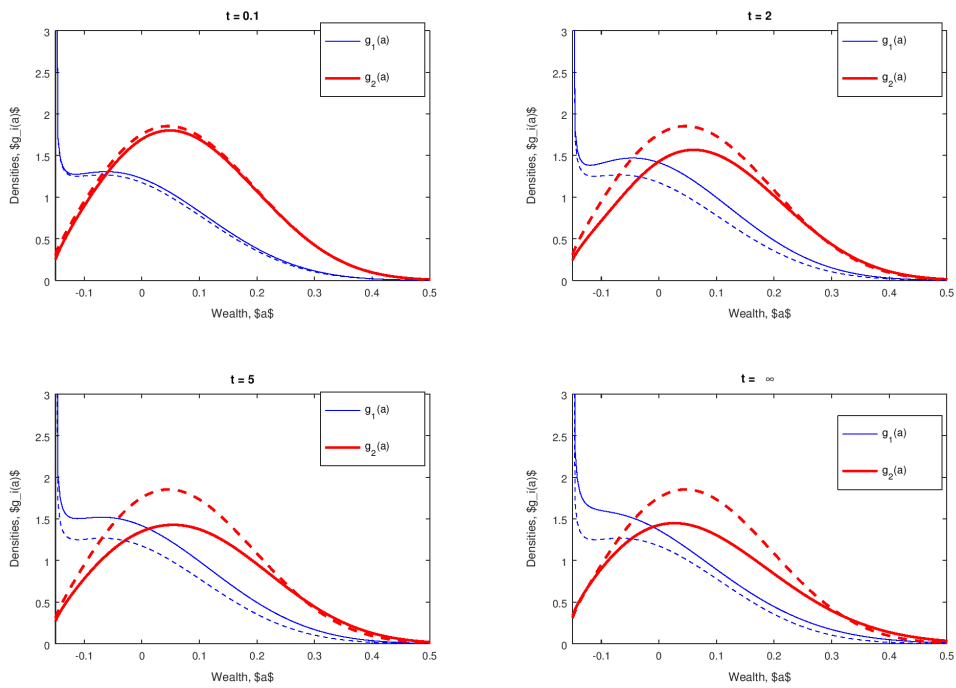 t = 0.1
3
2.5
2
1.5
1
0.5
0
Densities, $g_i(a)$
-0.1 0 0.1 0.2 0.3 0.4 0.5
Wealth, $a$
g1(a)
g2(a)
t = 2
3
2.5
2
1.5
1
0.5
0
Densities, $g_i(a)$
-0.1 0 0.1 0.2 0.3 0.4 0.5
Wealth, $a$
g1(a)
g2(a)
t = 5
3
2.5
2
1.5
1
0.5
0
Densities, $g_i(a)$
-0.1 0 0.1 0.2 0.3 0.4 0.5
Wealth, $a$
g1(a)
g2(a)
t = ∞
3
2.5
2
1.5
1
0.5
0
Densities, $g_i(a)$
-0.1 0 0.1 0.2 0.3 0.4 0.5
Wealth, $a$
g1(a)
g2(a)